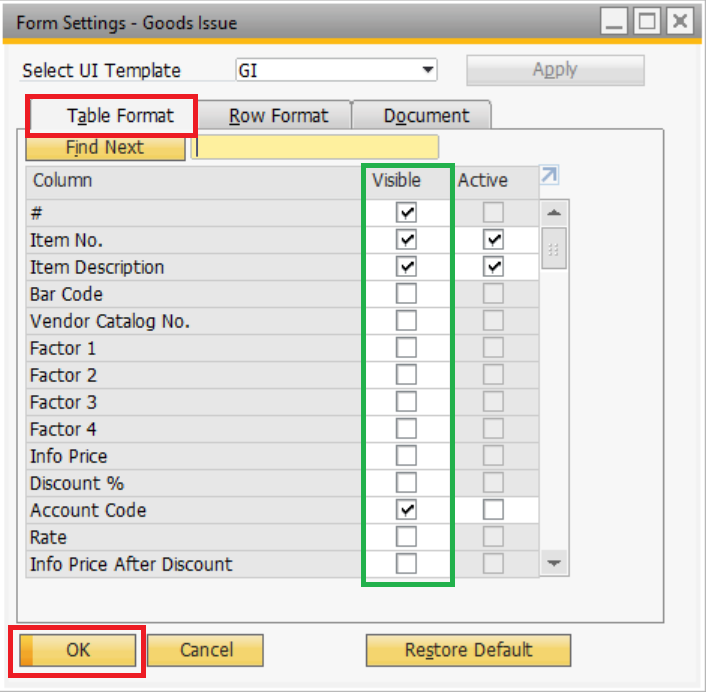 Form Settings - Goods Issue
Select UI Template GI Apply
Table Format Row Format Document
Find Next
Column Visible Active
#
Item No.
Item Description
Bar Code
Vendor Catalog No.
Factor 1
Factor 2
Factor 3
Factor 4
Info Price
Discount %
Account Code
Rate
Info Price After Discount
OK Cancel Restore Default